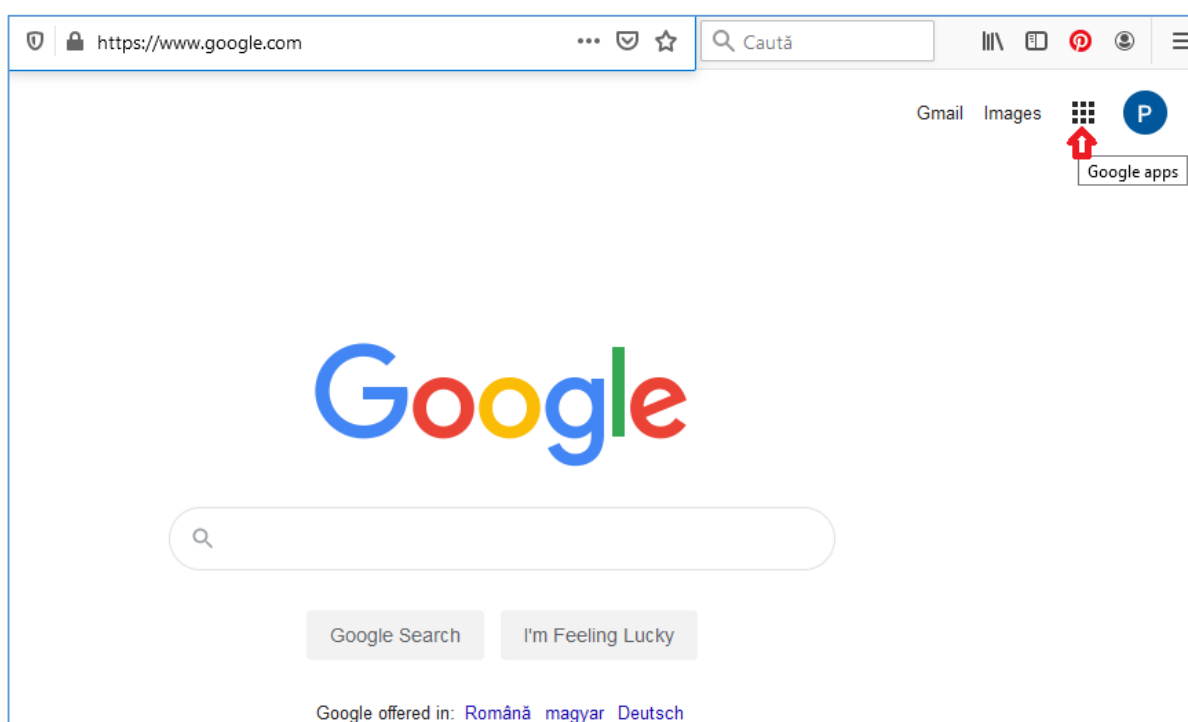 https://www.google.com
Caută
Gmail Images P
Google apps
Google
Google Search I'm Feeling Lucky
Google offered in: Română magyar Deutsch